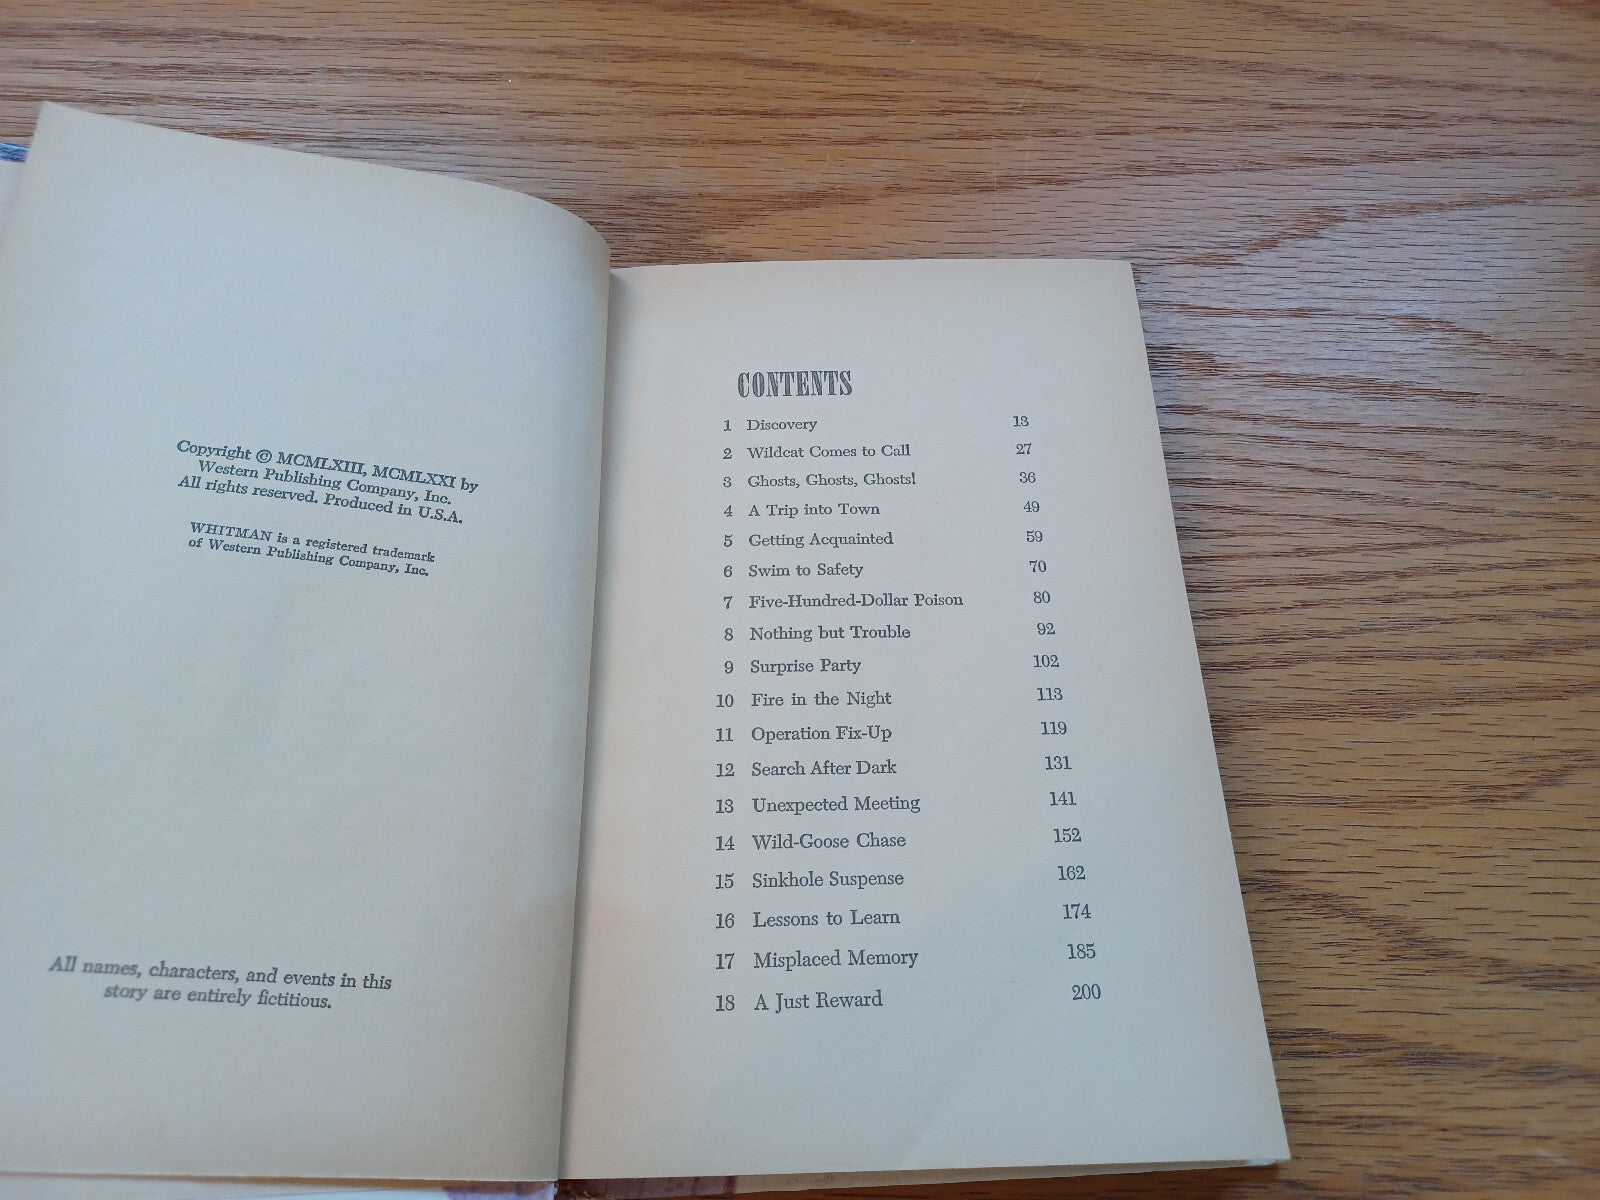 Copyright © MCMLXIII, MCMLXXI by
Western Publishing Company, Inc.
All rights reserved. Produced in U.S.A.
WHITMAN is a registered trademark
of Western Publishing Company, Inc.
All names, characters, and events in this
story are entirely fictitious.
CONTENTS
1 Discovery 13
2 Wildcat Comes to Call 27
3 Ghosts, Ghosts, Ghosts! 36
4 A Trip into Town 49
5 Getting Acquainted 59
6 Swim to Safety 70
7 Five-Hundred-Dollar Poison 80
8 Nothing but Trouble 92
9 Surprise Party 102
10 Fire in the Night 113
11 Operation Fix-Up 119
12 Search After Dark 131
13 Unexpected Meeting 141
14 Wild-Goose Chase 152
15 Sinkhole Suspense 162
16 Lessons to Learn 174
17 Misplaced Memory 185
18 A Just Reward 200